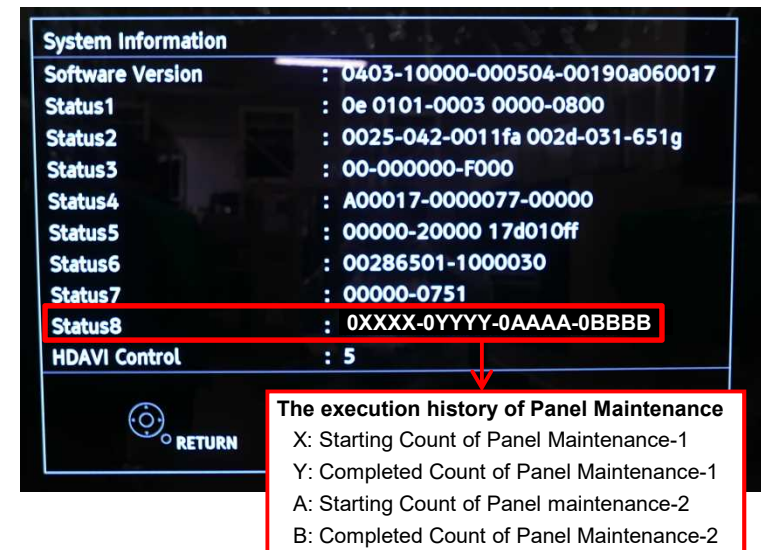 System Information
Software Version : 0403-10000-000504-00190a060017
Status1 : 0e 0101-0003 0000-0800
Status2 : 0025-042-0011fa 002d-031-651g
Status3 : 00-000000-F000
Status4 : A00017-0000077-00000
Status5 : 00000-20000 17d010ff
Status6 : 00286501-1000030
Status7 : 00000-0751
Status8 : 0XXXX-0YYYY-0AAAA-0BBBB
HDAVI Control : 5
RETURN
The execution history of Panel Maintenance
X: Starting Count of Panel Maintenance-1
Y: Completed Count of Panel Maintenance-1
A: Starting Count of Panel maintenance-2
B: Completed Count of Panel Maintenance-2